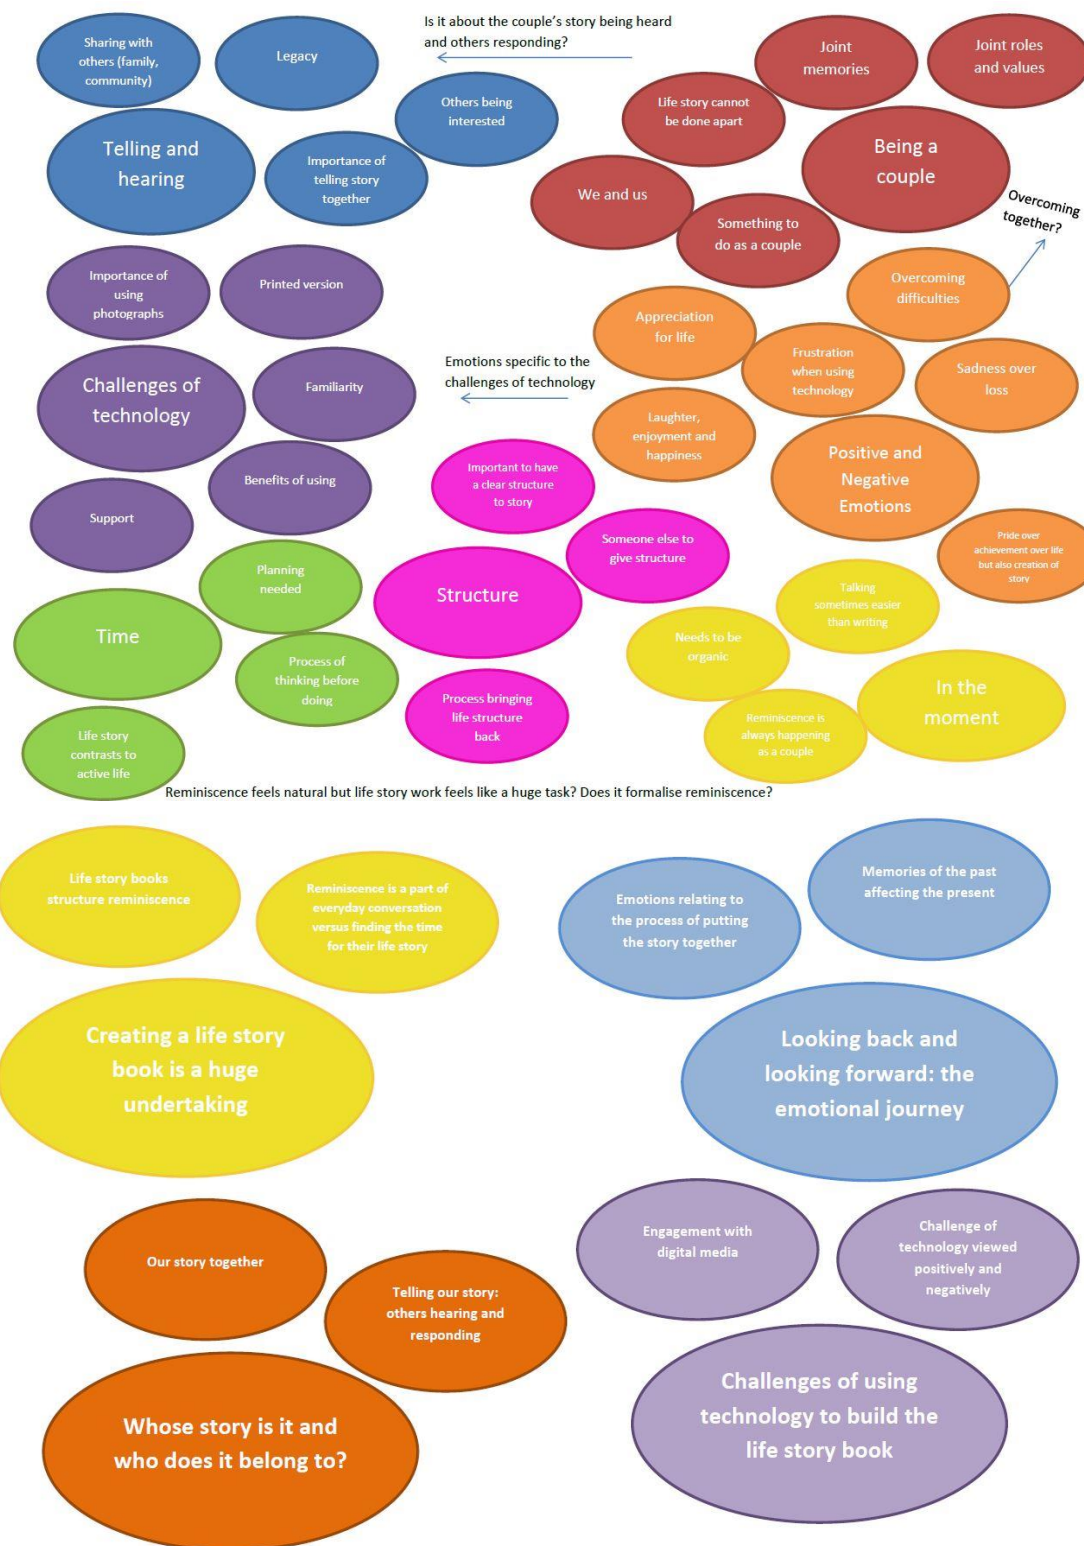 Sharing with
others (family,
community)
Legacy
Is it about the couple's story being heard
and others responding?
Others being
interested
Telling and
hearing
Importance of
telling story
together
Joint
memories
Joint roles
and values
Life story cannot
be done apart
Being a
couple
We and us
Something to
do as a couple
Overcoming
together?
Importance of
using
photographs
Printed version
Challenges of
technology
Familiarity
Benefits of using
Support
Emotions specific to the
challenges of technology
Overcoming
difficulties
Appreciation
for life
Frustration
when using
technology
Sadness over
loss
Laughter,
enjoyment and
happiness
Positive and
Negative
Emotions
Pride over
achievement over life
but also creation of
story
Important to have
a clear structure
to story
Someone else to
give structure
Structure
Process bringing
life structure
back
Planning
needed
Time
Process of
thinking before
doing
Life story
contrasts to
active life
Talking
sometimes easier
than writing
Needs to be
organic
In the
moment
Reminiscence is
always happening
as a couple
Reminiscence feels natural but life story work feels like a huge task? Does it formalise reminiscence?
Life story books
structure reminiscence
Reminiscence is a part of
everyday conversation
versus finding the time
for their life story
Creating a life story
book is a huge
undertaking
Emotions relating to
the process of putting
the story together
Memories of the past
affecting the present
Looking back and
looking forward: the
emotional journey
Our story together
Telling our story:
others hearing and
responding
Whose story is it and
who does it belong to?
Engagement with
digital media
Challenge of
technology viewed
positively and
negatively
Challenges of using
technology to build the
life story book